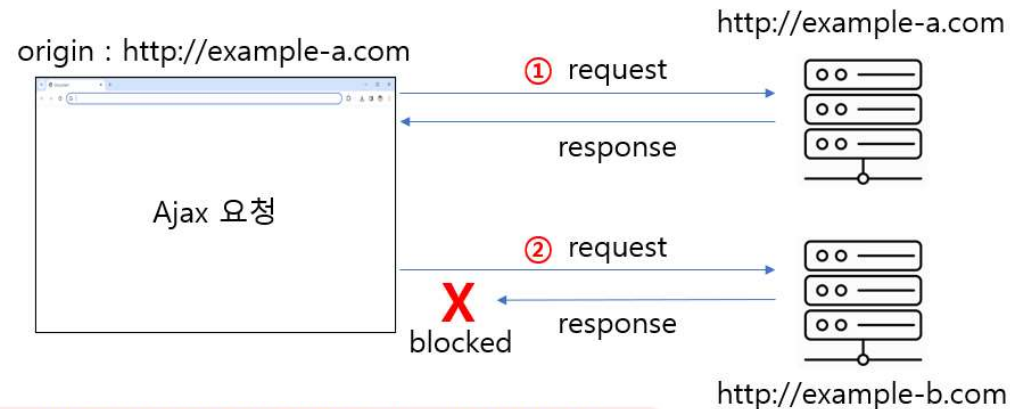 http://example-a.com
origin : http://example-a.com
① request
response
Ajax 요청
② request
X
blocked
response
http://example-b.com